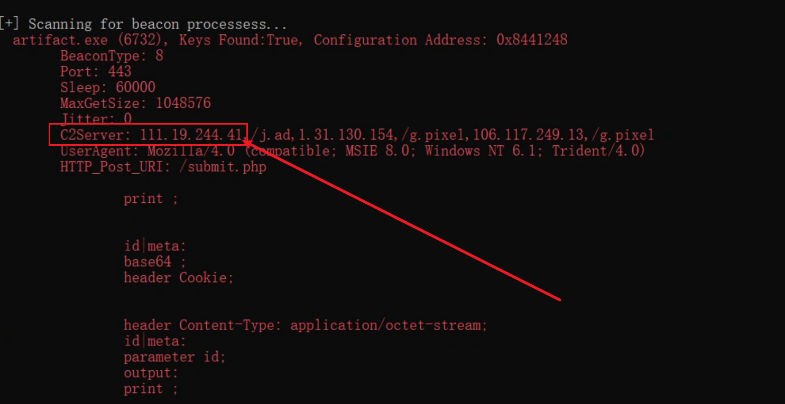 [+] Scanning for beacon processess...
artifact.exe (6732), Keys Found:True, Configuration Address: 0x8441248
BeaconType: 8
Port: 443
Sleep: 60000
MaxGetSize: 1048576
Jitter: 0
C2Server: 111.19.244.41,/j.ad,1.31.130.154,/g.pixel,106.117.249.13,/g.pixel
UserAgent: Mozilla/4.0 (compatible; MSIE 8.0; Windows NT 6.1; Trident/4.0)
HTTP_Post_URI: /submit.php
print ;
id|meta:
base64 ;
header Cookie;
header Content-Type: application/octet-stream;
id|meta:
parameter id;
output:
print ;